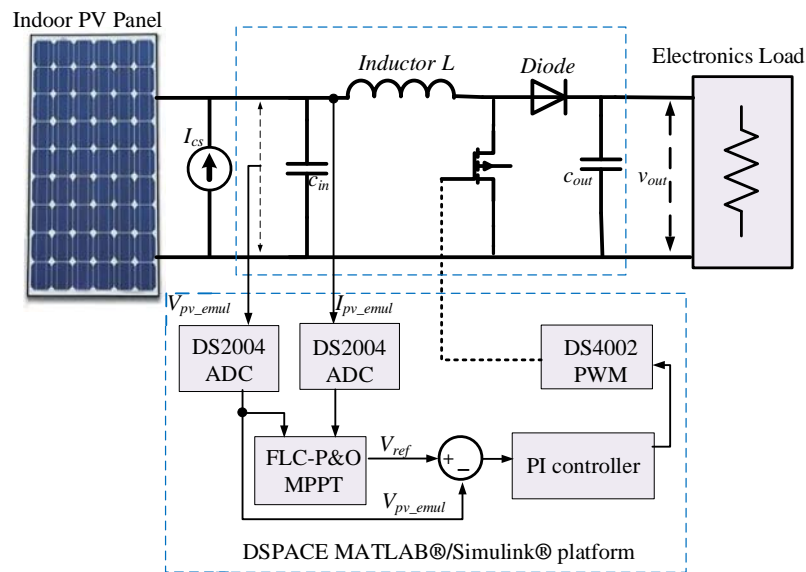 Indoor PV Panel
Electronics Load
Inductor L
Diode
I_cs
c_in
c_out
v_out
V_pv_emul
I_pv_emul
DS2004
ADC
DS2004
ADC
DS4002
PWM
FLC-P&O
MPPT
V_ref
+
−
PI controller
V_pv_emul
DSPACE MATLAB®/Simulink® platform